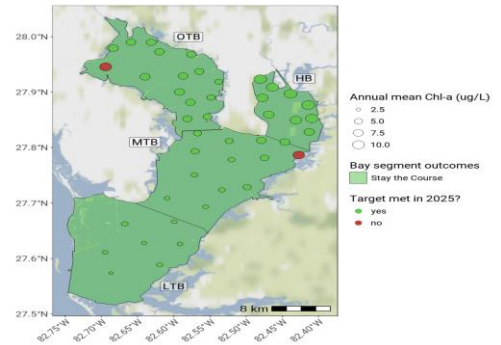 28.0°N
27.9°N
27.8°N
27.7°N
27.6°N
27.5°N
OTB
HB
MTB
LTB
8 km
82.75°W 82.70°W 82.65°W 82.60°W 82.55°W 82.50°W 82.45°W 82.40°W
Annual mean Chl-a (ug/L)
2.5
5.0
7.5
10.0
Bay segment outcomes
Stay the Course
Target met in 2025?
yes
no